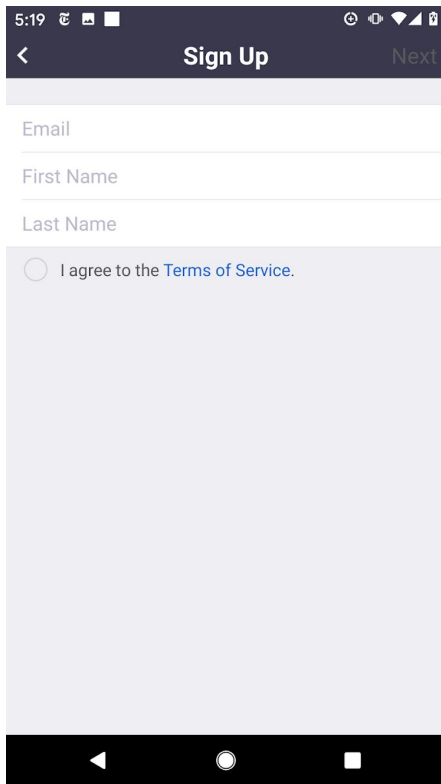 5:19
Sign Up
Next
Email
First Name
Last Name
I agree to the Terms of Service.